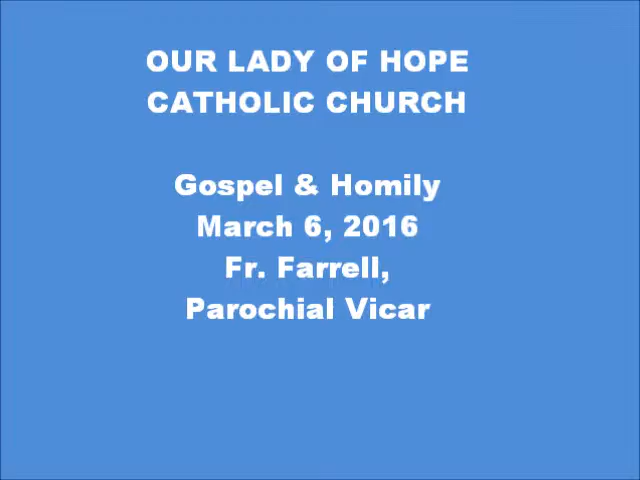 OUR LADY OF HOPE
CATHOLIC CHURCH
Gospel & Homily
March 6, 2016
Fr. Farrell,
Parochial Vicar